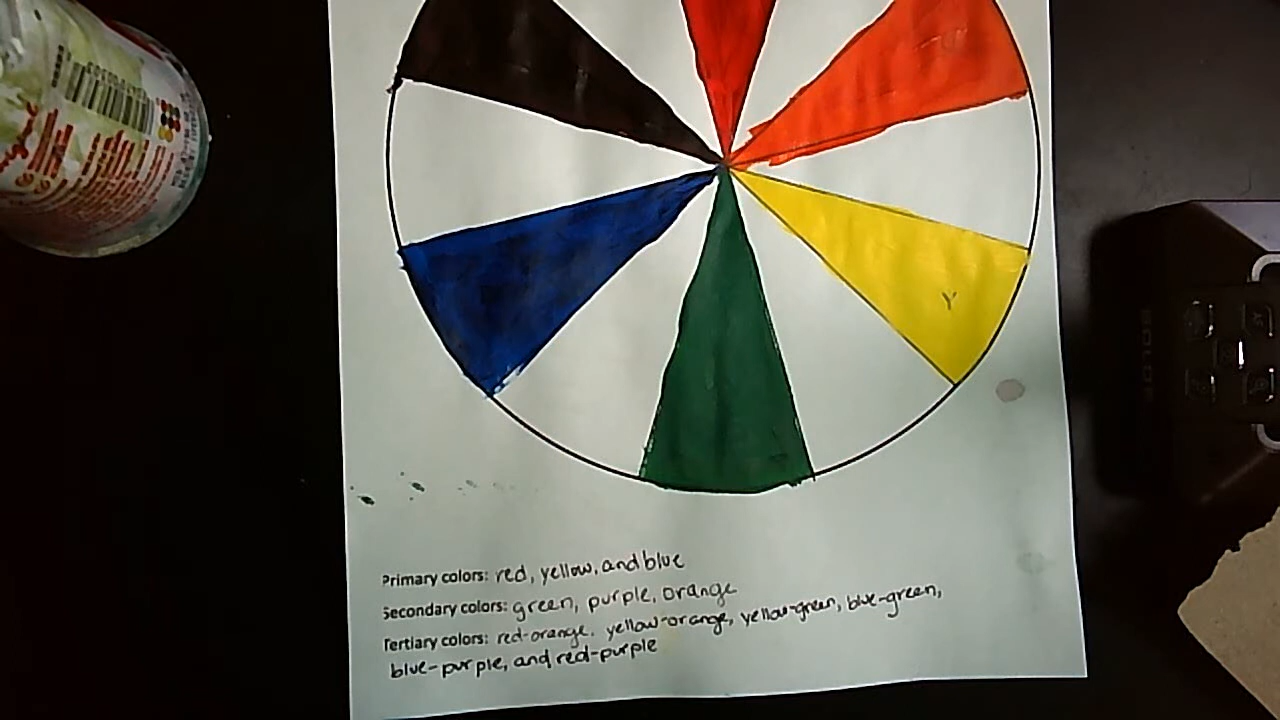 Y
Primary colors: red, yellow, and blue
Secondary colors: green, purple, orange
Tertiary colors: red-orange, yellow-orange, yellow-green, blue-green,
blue-purple, and red-purple